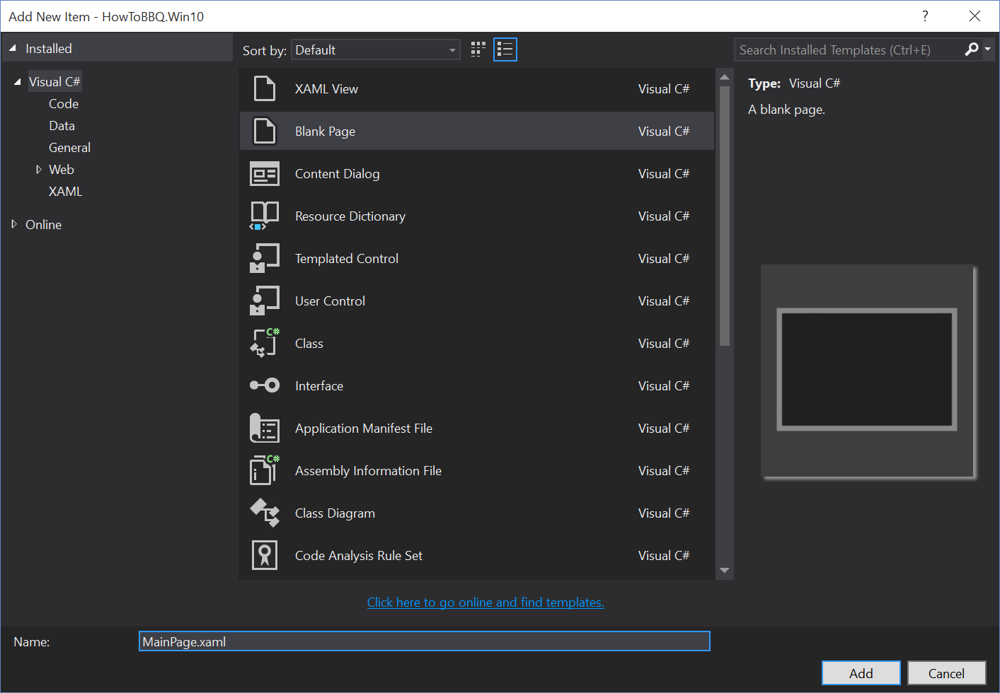 Add New Item - HowToBBQ.Win10
?
Installed
Sort by: Default
Search Installed Templates (Ctrl+E)
Visual C#
Code
Data
General
Web
XAML
Online
XAML View Visual C#
Blank Page Visual C#
Content Dialog Visual C#
Resource Dictionary Visual C#
Templated Control Visual C#
User Control Visual C#
C#
Class Visual C#
Interface Visual C#
Application Manifest File Visual C#
C#
Assembly Information File Visual C#
Class Diagram Visual C#
Code Analysis Rule Set Visual C#
Type: Visual C#
A blank page.
Click here to go online and find templates.
Name: MainPage.xaml
Add Cancel